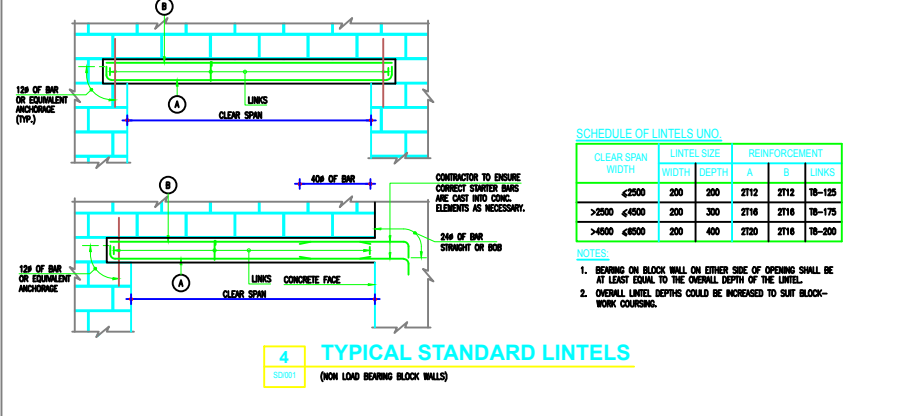 B
12ø OF BAR
OR EQUIVALENT
ANCHORAGE
(TYP.)
A
LINKS
CLEAR SPAN
40ø OF BAR
CONTRACTOR TO ENSURE
CORRECT STARTER BARS
ARE CAST INTO CONC.
ELEMENTS AS NECESSARY.
B
24ø OF BAR
STRAIGHT OR BOB
12ø OF BAR
OR EQUIVALENT
ANCHORAGE
A
LINKS
CONCRETE FACE
CLEAR SPAN
SCHEDULE OF LINTELS UNO.
CLEAR SPAN WIDTH LINTEL SIZE REINFORCEMENT
WIDTH DEPTH A B LINKS
⩽2500 200 200 2T12 2T12 T8-125
>2500 ⩽4500 200 300 2T16 2T16 T8-175
>4500 ⩽6500 200 400 2T20 2T16 T8-200
NOTES:
1. BEARING ON BLOCK WALL ON EITHER SIDE OF OPENING SHALL BE
AT LEAST EQUAL TO THE OVERALL DEPTH OF THE LINTEL.
2. OVERALL LINTEL DEPTHS COULD BE INCREASED TO SUIT BLOCK-
WORK COURSING.
4 TYPICAL STANDARD LINTELS
SD/001 (NON LOAD BEARING BLOCK WALLS)